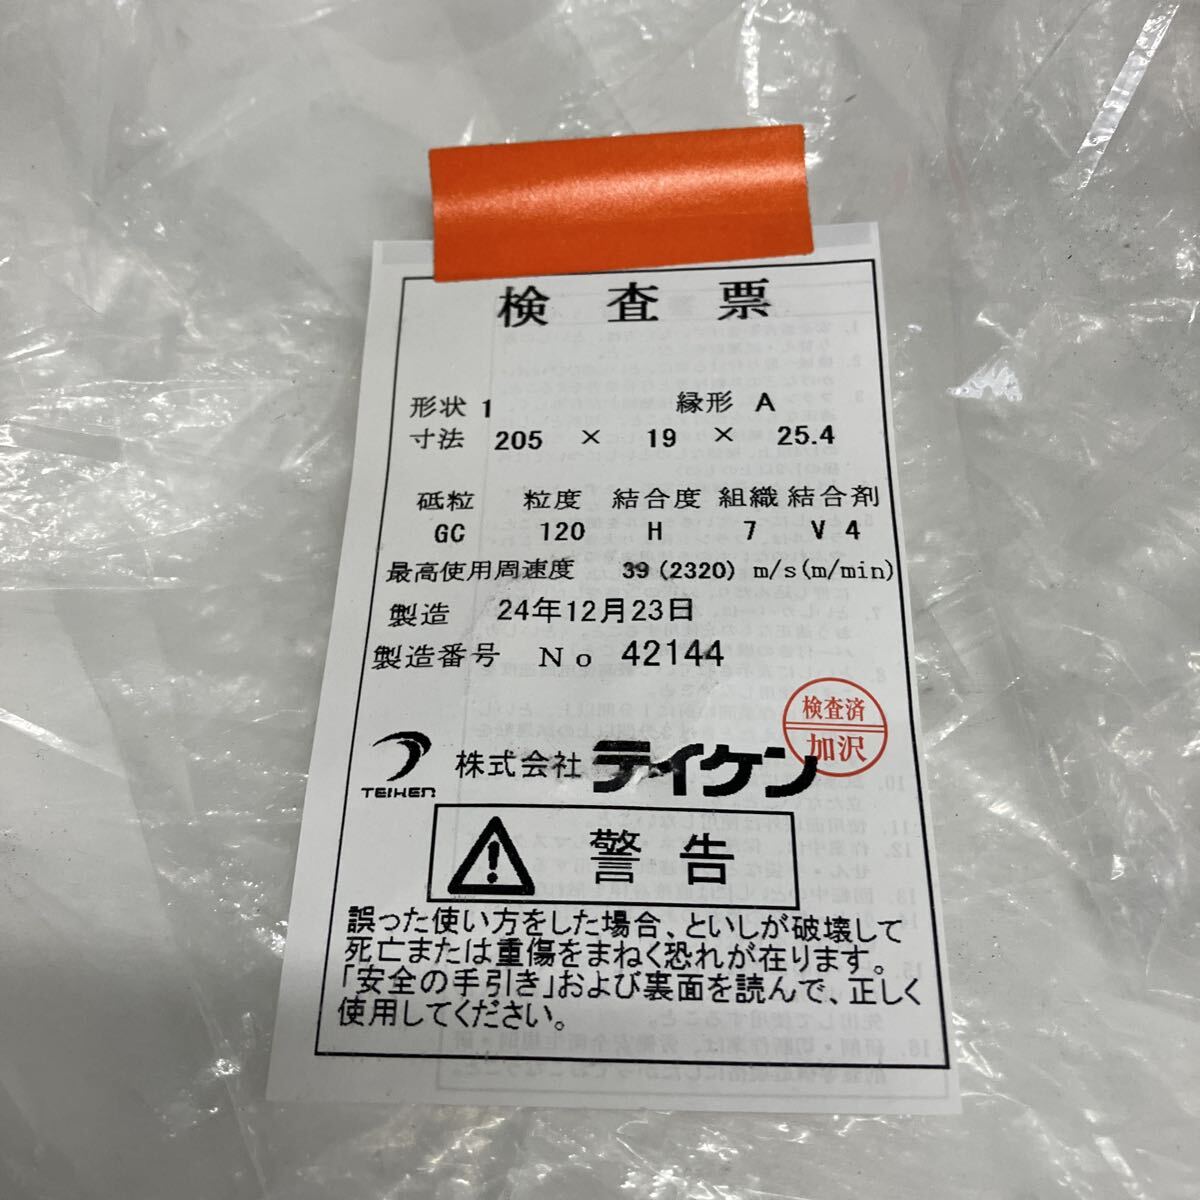 検査票
形状 1 縁形 A
寸法 205 × 19 × 25.4
砥粒 粒度 結合度 組織 結合剤
GC 120 H 7 V 4
最高使用周速度 39 (2320) m/s(m/min)
製造 24年12月23日
製造番号 No 42144
検査済
加沢
TEIKEN
株式会社 テイケン
警告
誤った使い方をした場合、といしが破壊して
死亡または重傷をまねく恐れが在ります。
「安全の手引き」および裏面を読んで、正しく
使用してください。